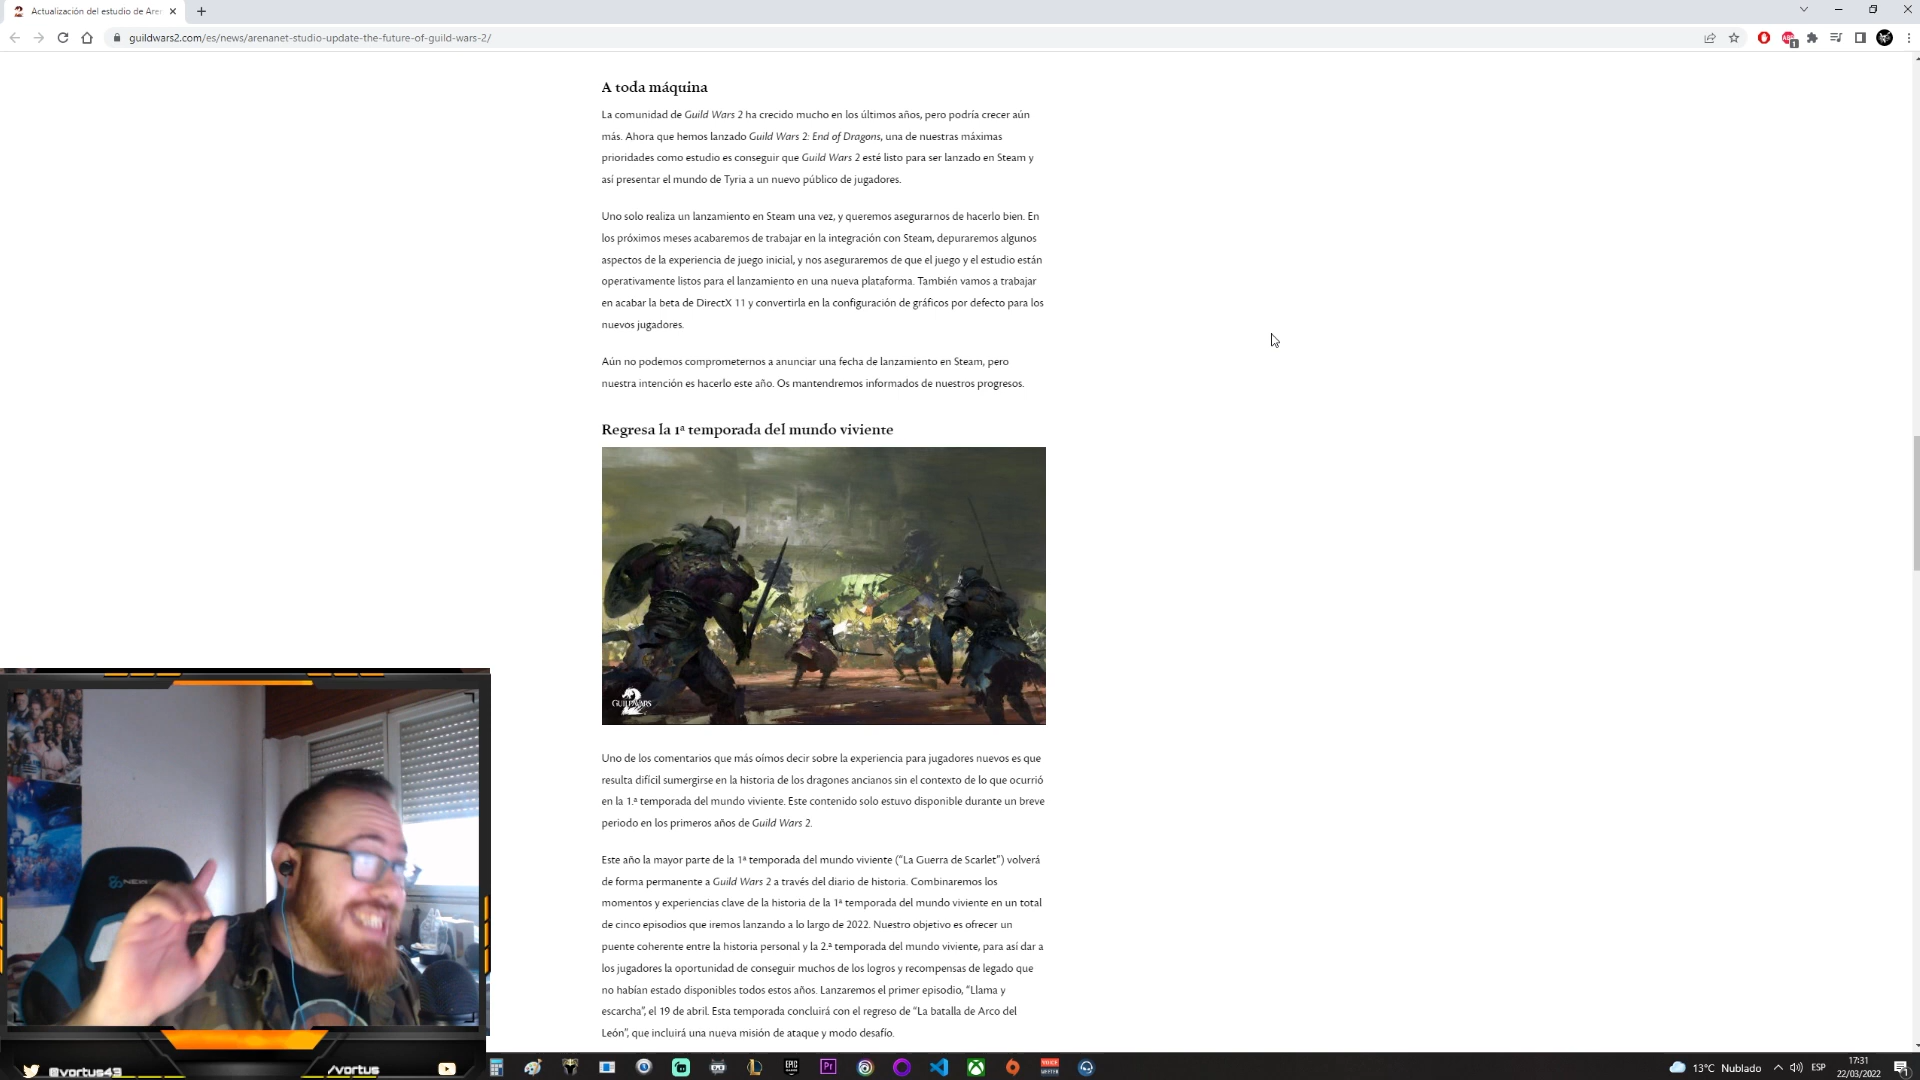 Actualización del estudio de Are
guildwars2.com/es/news/arenanet-studio-update-the-future-of-guild-wars-2/
A toda máquina
La comunidad de Guild Wars 2 ha crecido mucho en los últimos años, pero podría crecer aún
más. Ahora que hemos lanzado Guild Wars 2: End of Dragons, una de nuestras máximas
prioridades como estudio es conseguir que Guild Wars 2 esté listo para ser lanzado en Steam y
así presentar el mundo de Tyria a un nuevo público de jugadores.
Uno solo realiza un lanzamiento en Steam una vez, y queremos asegurarnos de hacerlo bien. En
los próximos meses acabaremos de trabajar en la integración con Steam, depuraremos algunos
aspectos de la experiencia de juego inicial, y nos aseguraremos de que el juego y el estudio están
operativamente listos para el lanzamiento en una nueva plataforma. También vamos a trabajar
en acabar la beta de DirectX 11 y convertirla en la configuración de gráficos por defecto para los
nuevos jugadores.
Aún no podemos comprometernos a anunciar una fecha de lanzamiento en Steam, pero
nuestra intención es hacerlo este año. Os mantendremos informados de nuestros progresos.
Regresa la 1ª temporada del mundo viviente
GUILD WARS
2
Uno de los comentarios que más oímos decir sobre la experiencia para jugadores nuevos es que
resulta difícil sumergirse en la historia de los dragones ancianos sin el contexto de lo que ocurrió
en la 1.ª temporada del mundo viviente. Este contenido solo estuvo disponible durante un breve
periodo en los primeros años de Guild Wars 2.
Este año la mayor parte de la 1ª temporada del mundo viviente (“La Guerra de Scarlet”) volverá
de forma permanente a Guild Wars 2 a través del diario de historia. Combinaremos los
momentos y experiencias clave de la historia de la 1ª temporada del mundo viviente en un total
de cinco episodios que iremos lanzando a lo largo de 2022. Nuestro objetivo es ofrecer un
puente coherente entre la historia personal y la 2.ª temporada del mundo viviente, para así dar a
los jugadores la oportunidad de conseguir muchos de los logros y recompensas de legado que
no habían estado disponibles todos estos años. Lanzaremos el primer episodio, “Llama y
escarcha”, el 19 de abril. Esta temporada concluirá con el regreso de “La batalla de Arco del
León”, que incluirá una nueva misión de ataque y modo desafío.
@vortus43
/vortus
EPIC
Pr
13°C Nublado
ESP
17:31
22/03/2022